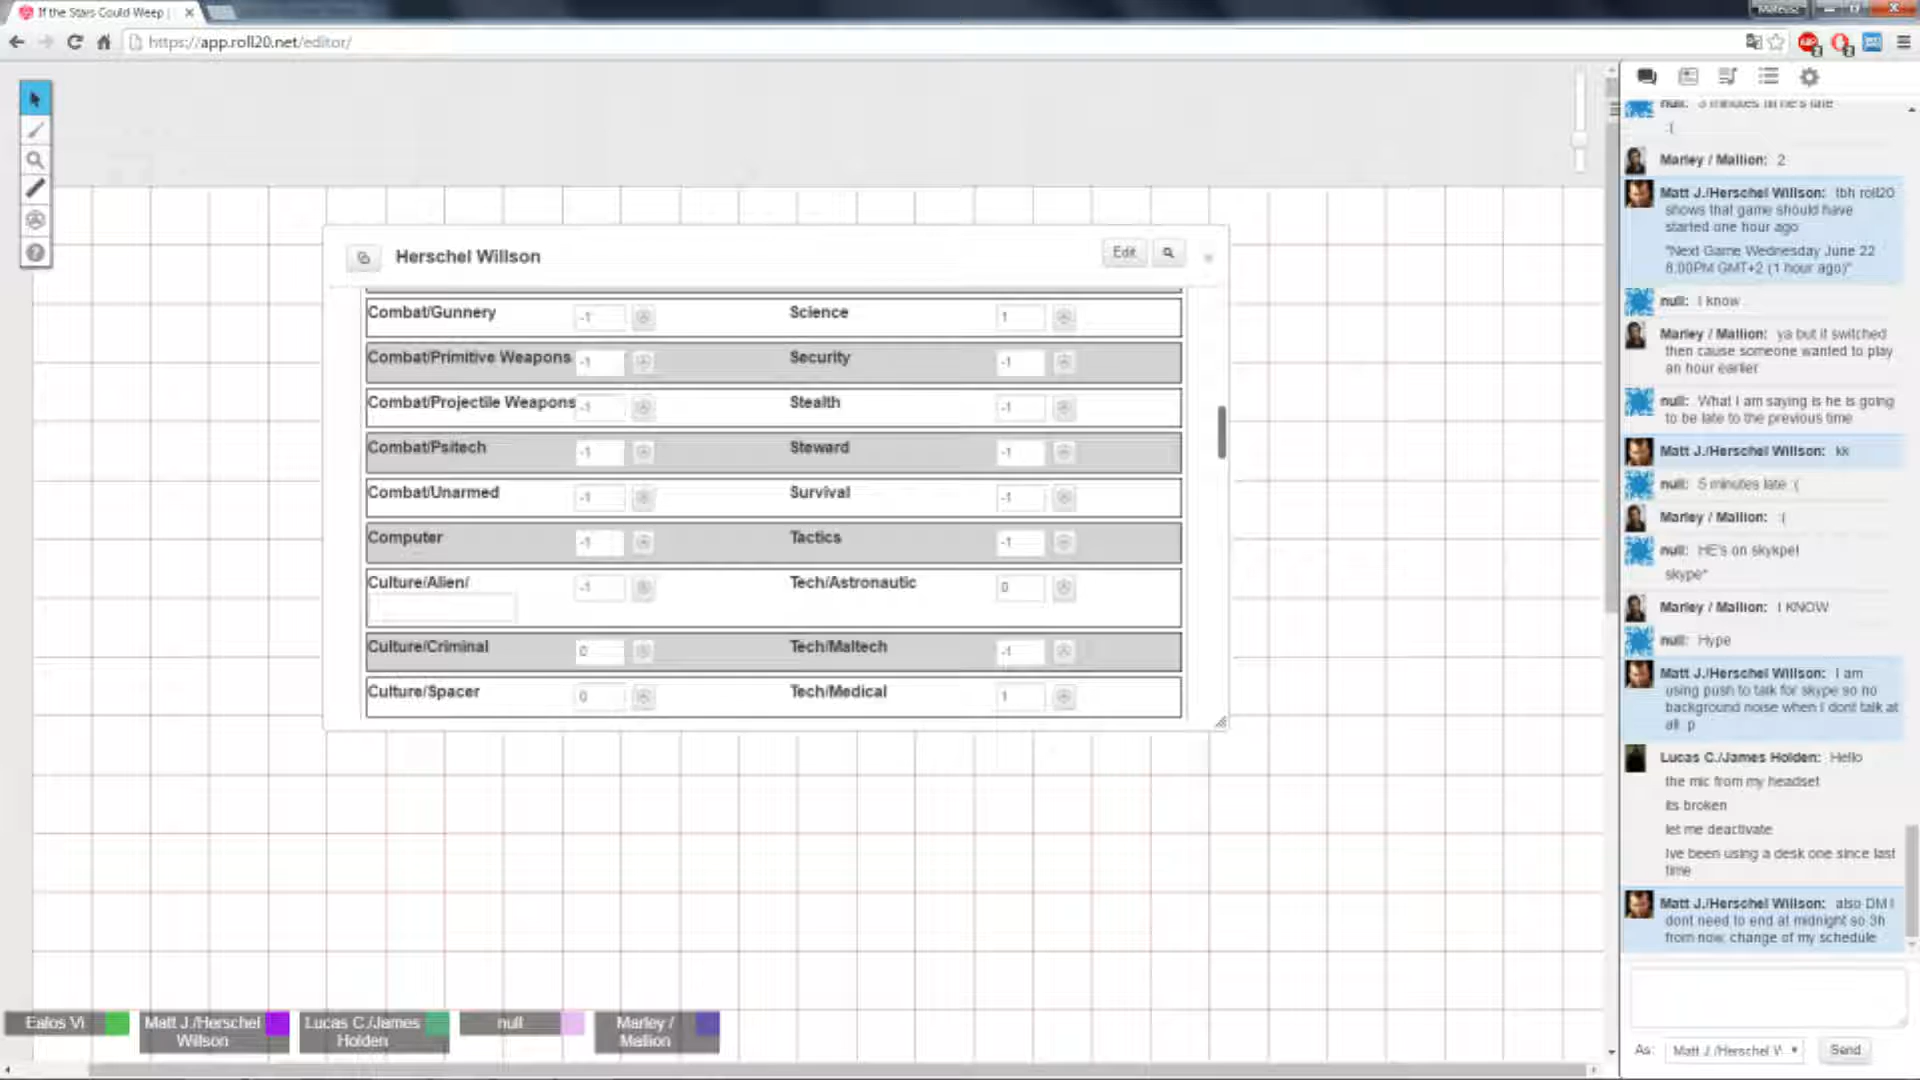 If the Stars Could Weep |
https://app.roll20.net/editor/
Herschel Willson
Edit
Combat/Gunnery -1 Science 1
Combat/Primitive Weapons -1 Security -1
Combat/Projectile Weapons -1 Stealth -1
Combat/Psitech -1 Steward -1
Combat/Unarmed -1 Survival -1
Computer -1 Tactics -1
Culture/Alien/ -1 Tech/Astronautic 0
Culture/Criminal 0 Tech/Maltech -1
Culture/Spacer 0 Tech/Medical 1
null: 3 minutes til he's late
:(
Marley / Mallion: 2
Matt J./Herschel Willson: tbh roll20
shows that game should have
started one hour ago
"Next Game Wednesday June 22
8:00PM GMT+2 (1 hour ago)"
null: I know
Marley / Mallion: ya but it switched
then cause someone wanted to play
an hour earlier
null: What I am saying is he is going
to be late to the previous time
Matt J./Herschel Willson: kk
null: 5 minutes late :(
Marley / Mallion: :(
null: HE's on skykpe!
skype*
Marley / Mallion: I KNOW
null: Hype
Matt J./Herschel Willson: I am
using push to talk for skype so no
background noise when I dont talk at
all :p
Lucas C./James Holden: Hello
the mic from my headset
its broken
let me deactivate
Ive been using a desk one since last
time
Matt J./Herschel Willson: also DM I
dont need to end at midnight so 3h
from now. change of my schedule
As: Matt J./Herschel W
Send
Ealos Vi
Matt J./Herschel
Willson
Lucas C./James
Holden
null
Marley /
Mallion